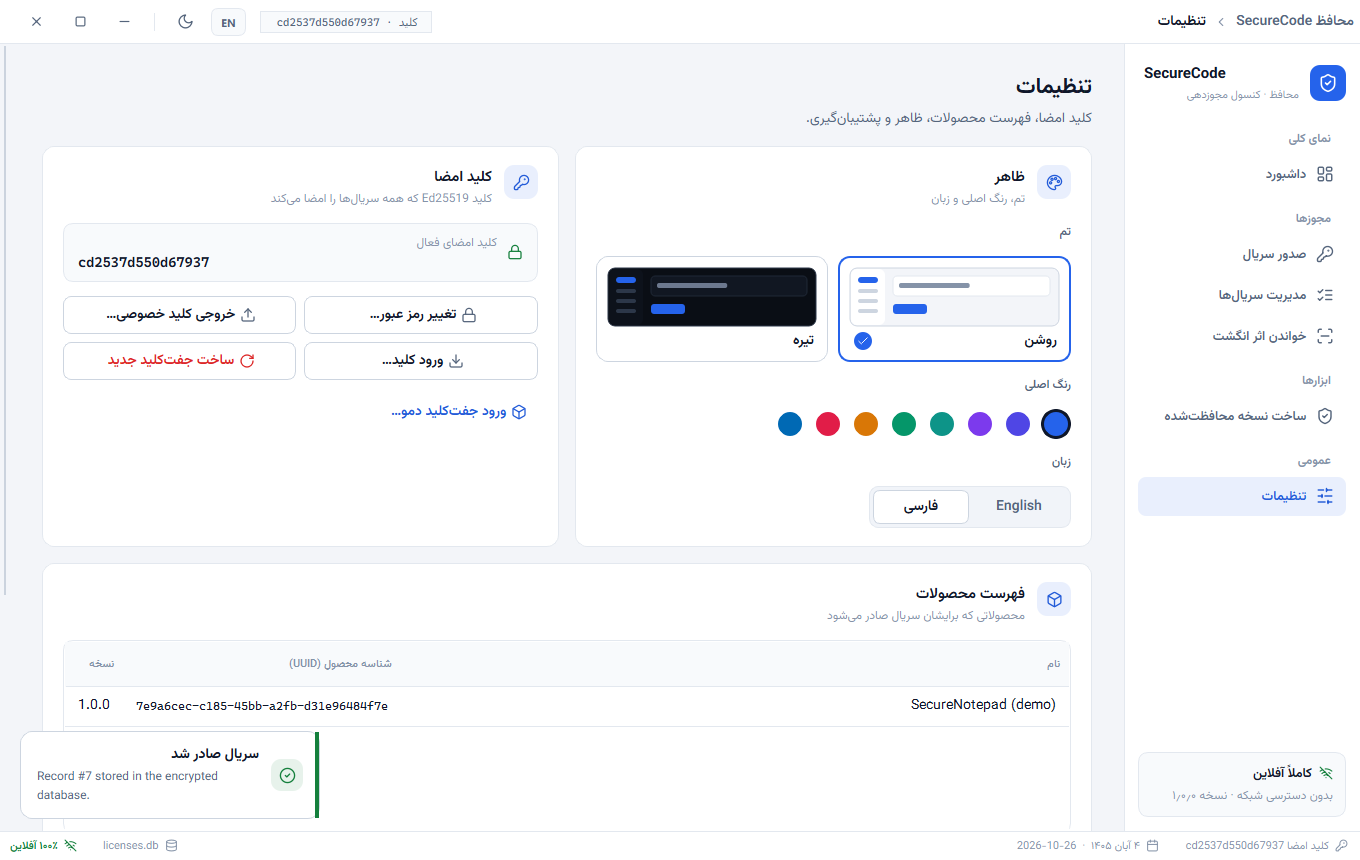 محافظ SecureCode › تنظیمات
کلید · cd2537d550d67937
EN
SecureCode
محافظ · کنسول مجوزدهی
نمای کلی
داشبورد
مجوزها
صدور سریال
مدیریت سریال‌ها
خواندن اثر انگشت
ابزارها
ساخت نسخه محافظت‌شده
عمومی
تنظیمات
کاملاً آفلاین
بدون دسترسی شبکه · نسخه ۱٫۰٫۰
تنظیمات
کلید امضا، فهرست محصولات، ظاهر و پشتیبان‌گیری.
ظاهر
تم، رنگ اصلی و زبان
تم
روشن
تیره
رنگ اصلی
زبان
English
فارسی
کلید امضا
کلید Ed25519 که همه سریال‌ها را امضا می‌کند
کلید امضای فعال
cd2537d550d67937
تغییر رمز عبور...
خروجی کلید خصوصی...
ورود کلید...
ساخت جفت‌کلید جدید
ورود جفت‌کلید دمو...
فهرست محصولات
محصولاتی که برایشان سریال صادر می‌شود
نام
شناسه محصول (UUID)
نسخه
SecureNotepad (demo)
7e9a6cec-c185-45bb-a2fb-d31e96484f7e
1.0.0
سریال صادر شد
Record #7 stored in the encrypted
database.
کلید امضا cd2537d550d67937
۴ آبان ۱۴۰۵ · 2026-10-26
licenses.db
۱۰۰٪ آفلاین